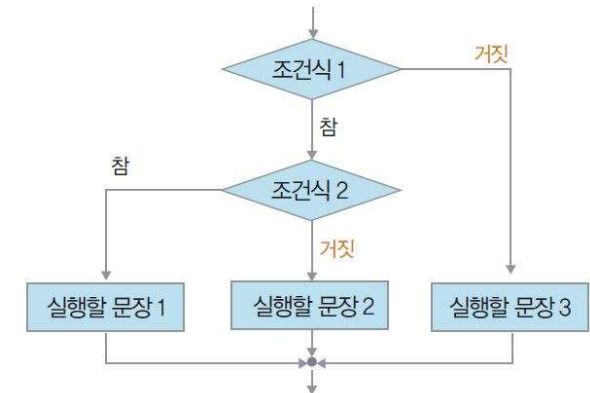 조건식 1
거짓
참
참
조건식 2
거짓
실행할 문장 1
실행할 문장 2
실행할 문장 3